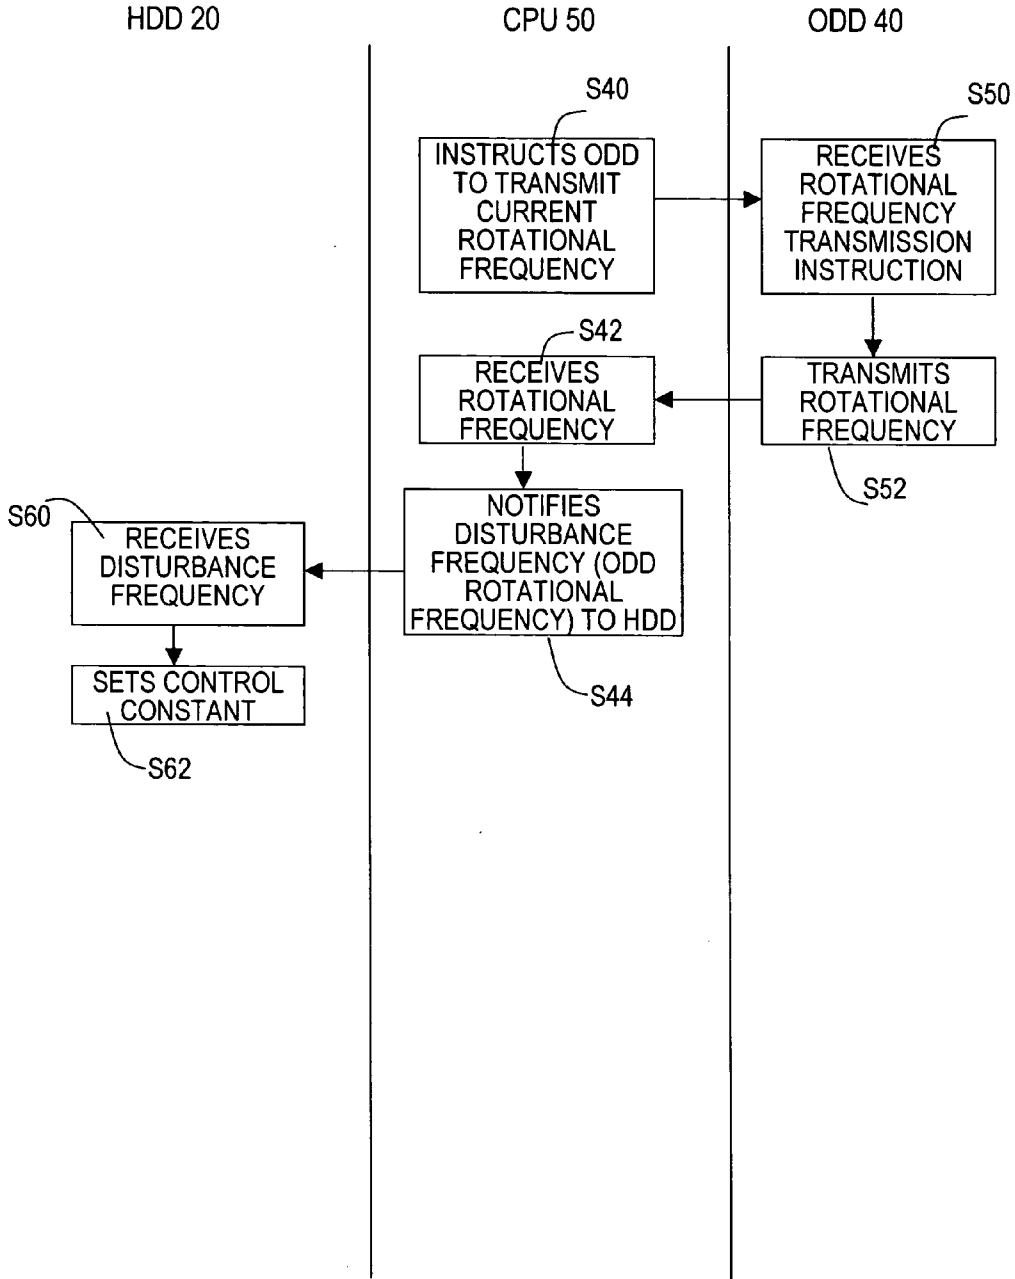 HDD 20
CPU 50
ODD 40
S40
S50
INSTRUCTS ODD
TO TRANSMIT
CURRENT
ROTATIONAL
FREQUENCY
RECEIVES
ROTATIONAL
FREQUENCY
TRANSMISSION
INSTRUCTION
S42
RECEIVES
ROTATIONAL
FREQUENCY
TRANSMITS
ROTATIONAL
FREQUENCY
S52
S60
RECEIVES
DISTURBANCE
FREQUENCY
NOTIFIES
DISTURBANCE
FREQUENCY (ODD
ROTATIONAL
FREQUENCY) TO HDD
S44
SETS CONTROL
CONSTANT
S62